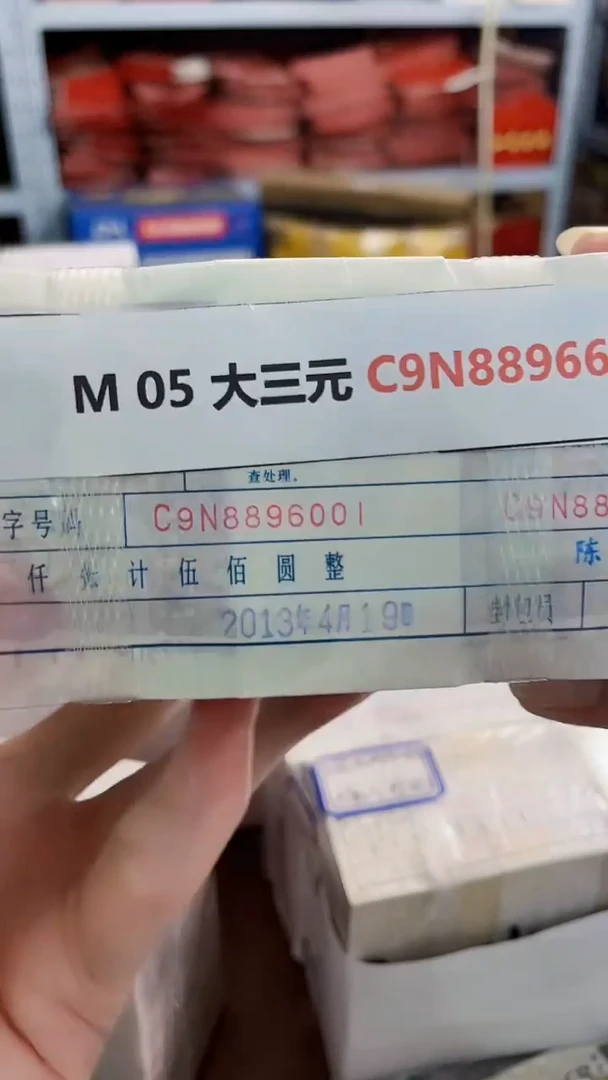 M 05 大三元 C9N88966
查处理。
字号码 C9N8896001 C9N88
仟 计伍佰圆整 陈
2013年4月19日 封包员